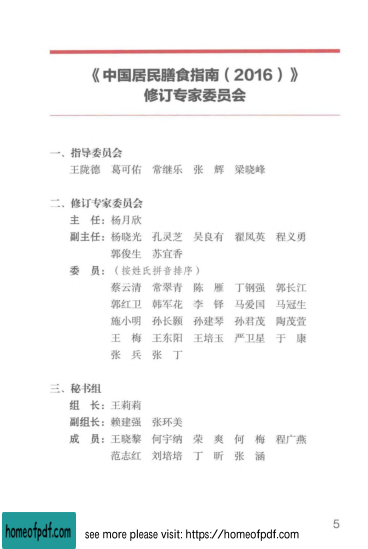 《中国居民膳食指南（2016）》
修订专家委员会
一、指导委员会
王陇德 葛可佑 常继乐 张 辉 梁晓峰
二、修订专家委员会
主 任：杨月欣
副主任：杨晓光 孔灵芝 吴良有 翟凤英 程义勇
郭俊生 苏宜香
委 员：（按姓氏拼音排序）
蔡云清 常翠青 陈 雁 丁钢强 郭长江
郭红卫 韩军花 李 铎 马爱国 马冠生
施小明 孙长颢 孙建琴 孙君茂 陶茂萱
王 梅 王东阳 王培玉 严卫星 于 康
张 兵 张 丁
三、秘书组
组 长：王莉莉
副组长：赖建强 张环美
成 员：王晓黎 何宇纳 荣 爽 何 梅 程广燕
范志红 刘培培 丁 昕 张 涵
5
homeofpdf.com
see more please visit: https://homeofpdf.com